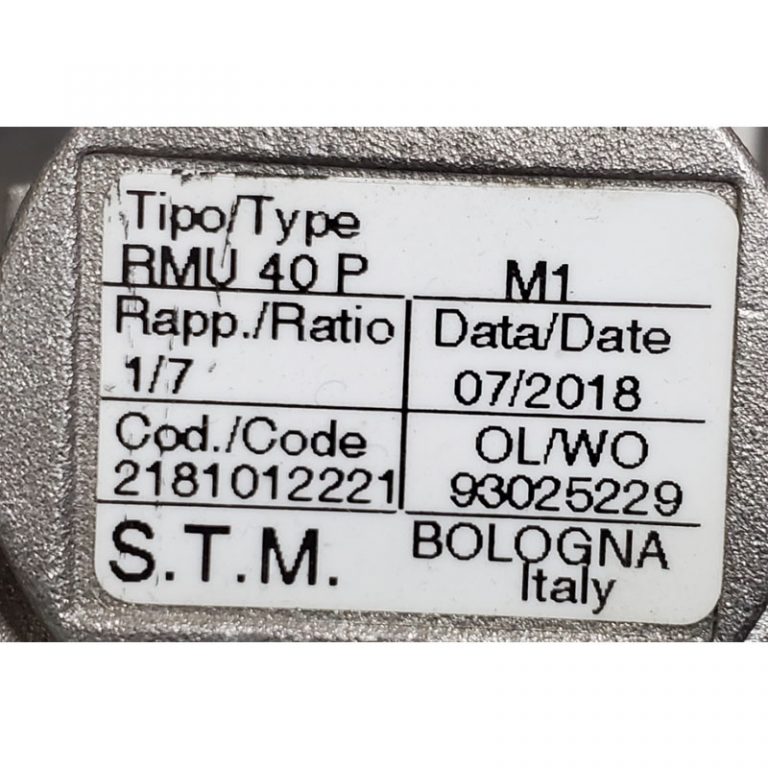 Tipo/Type
RMU 40 P M1
Rapp./Ratio Data/Date
1/7 07/2018
Cod./Code OL/WO
2181012221 93025229
S.T.M. BOLOGNA
Italy